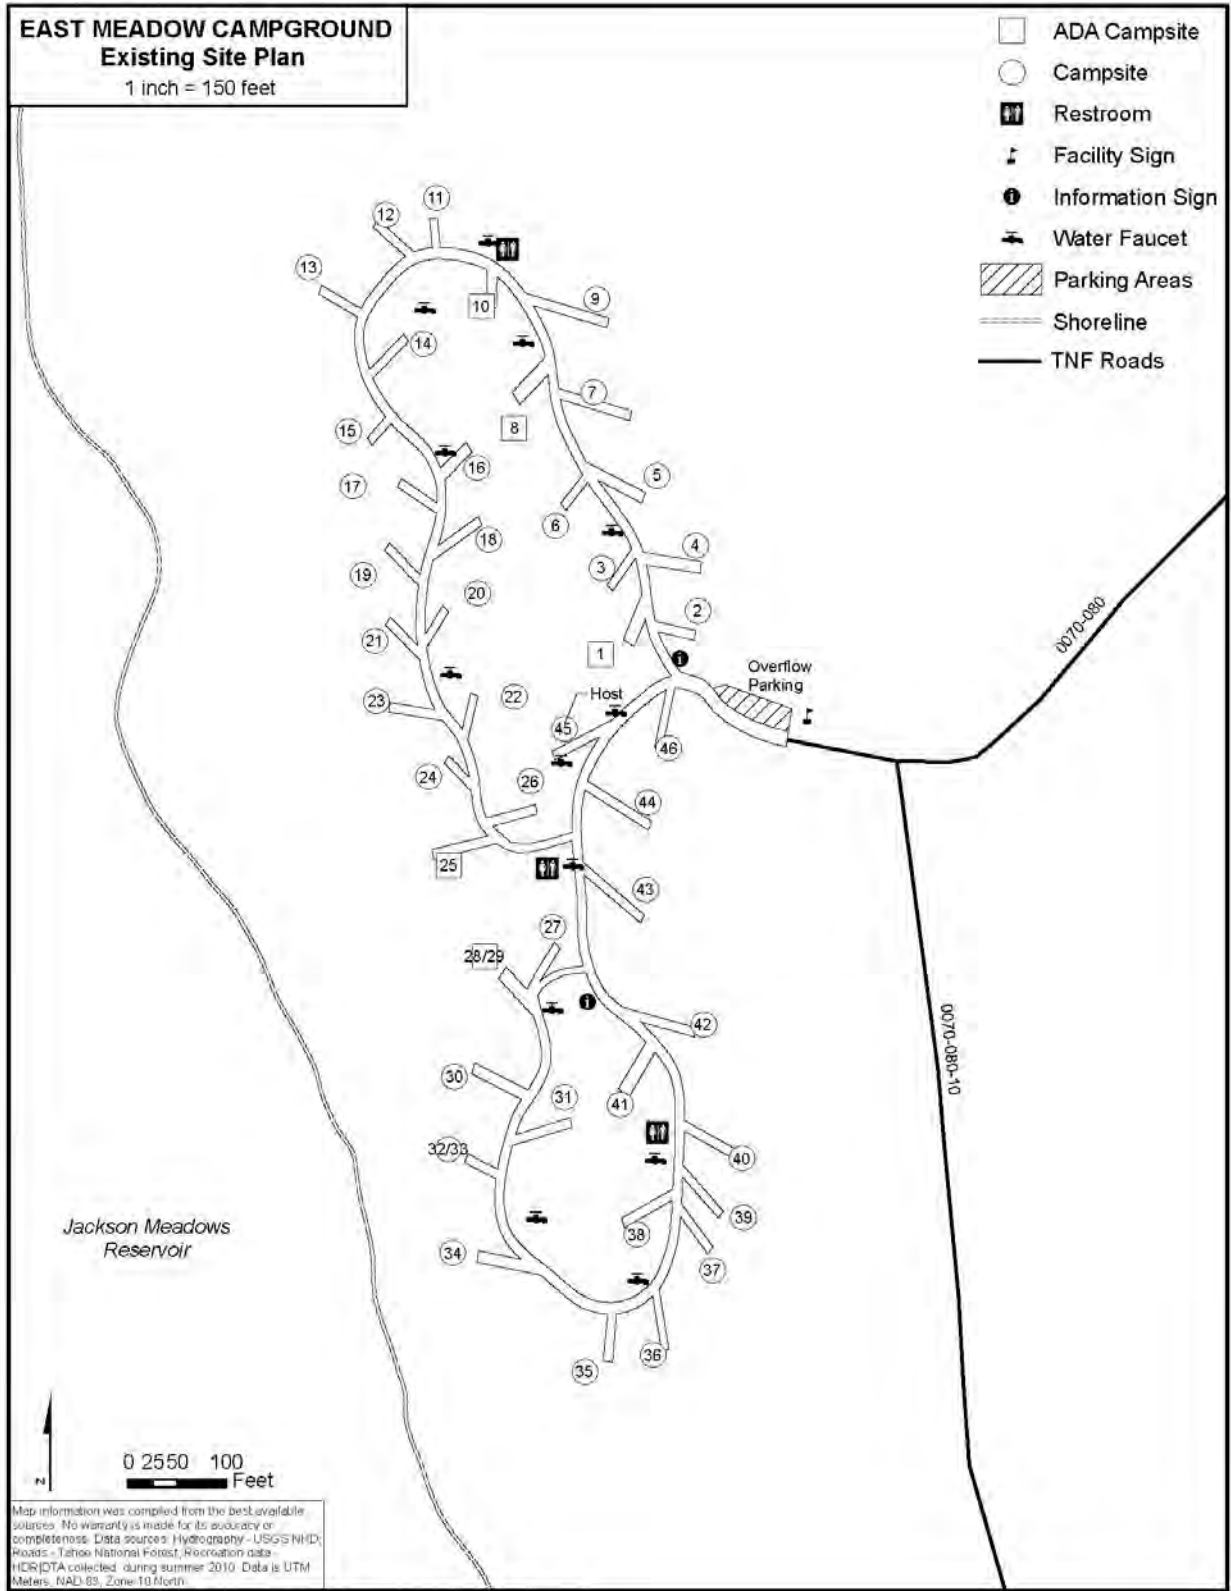 EAST MEADOW CAMPGROUND
Existing Site Plan
1 inch = 150 feet
ADA Campsite
Campsite
Restroom
Facility Sign
Information Sign
Water Faucet
Parking Areas
Shoreline
TNF Roads
11
12
13
9
10
14
7
8
15
16
17
5
6
18
4
19
3
20
2
21
1
Overflow
Parking
0070-080
22
Host
23
45
46
24
26
44
25
43
27
28/29
42
0070-080-10
30
31
41
32/33
40
39
38
34
37
36
35
Jackson Meadows
Reservoir
z
0 2550 100
Feet
Map information was compiled from the best available
sources. No warranty is made for its accuracy or
completeness. Data sources: Hydrography - USGS NHD;
Roads - Tahoe National Forest; Recreation data -
HDR|DTA collected during summer 2010. Data is UTM
Meters, NAD 83, Zone 10 North.